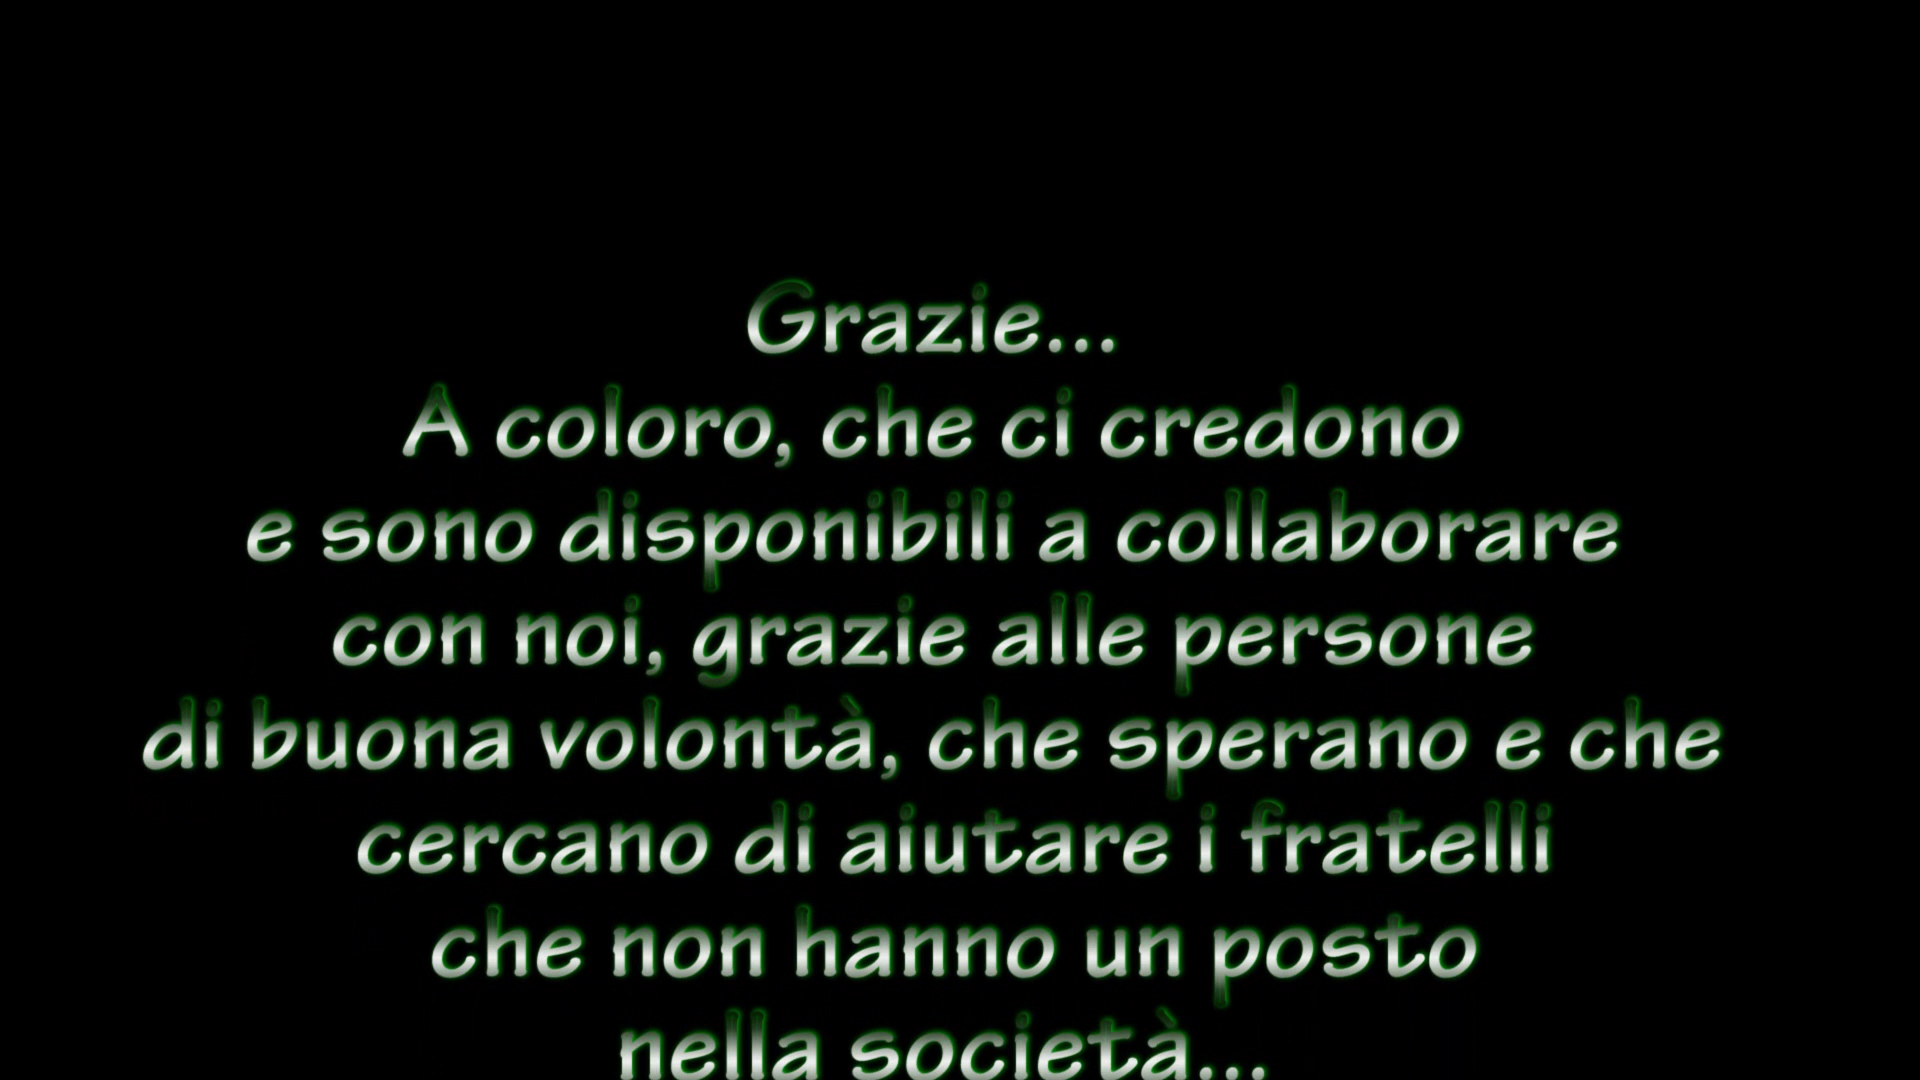 Grazie...
A coloro, che ci credono
e sono disponibili a collaborare
con noi, grazie alle persone
di buona volontà, che sperano e che
cercano di aiutare i fratelli
che non hanno un posto
nella società...